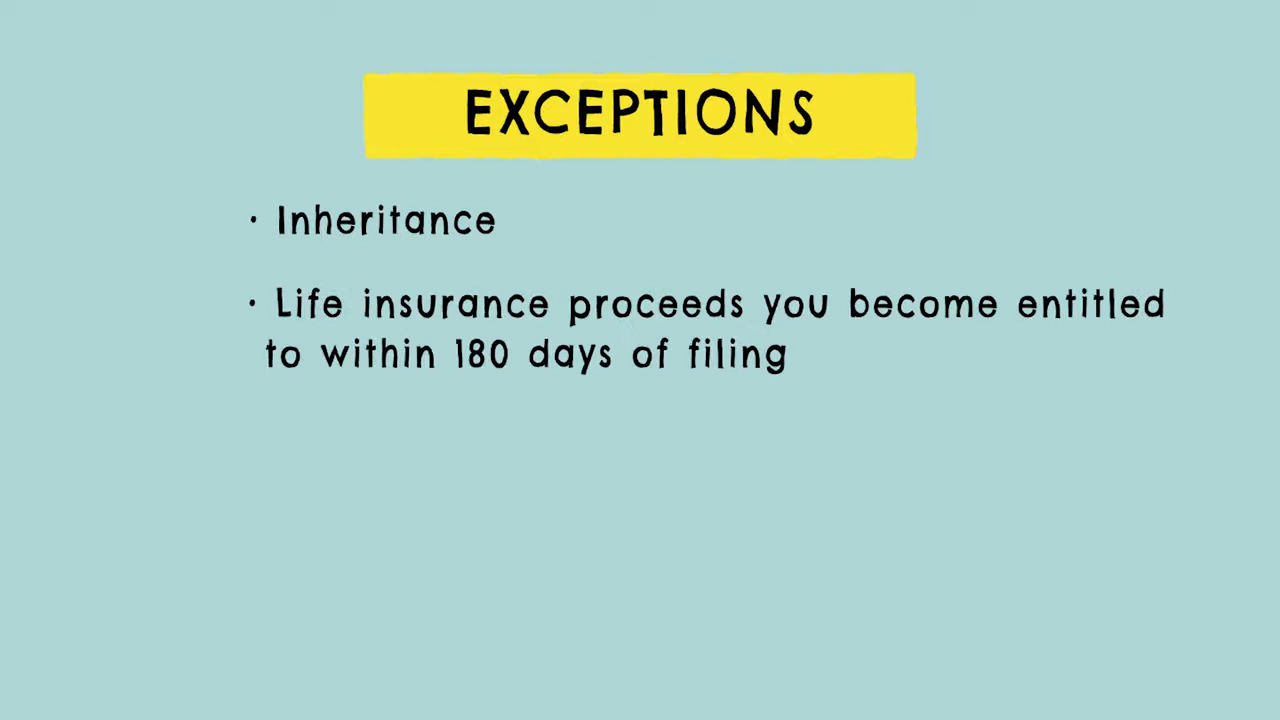 EXCEPTIONS
· Inheritance
· Life insurance proceeds you become entitled
to within 180 days of filing